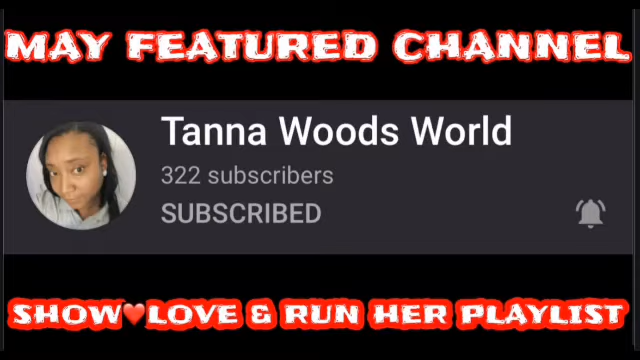 MAY FEATURED CHANNEL
Tanna Woods World
322 subscribers
SUBSCRIBED
SHOW❤️LOVE & RUN HER PLAYLIST